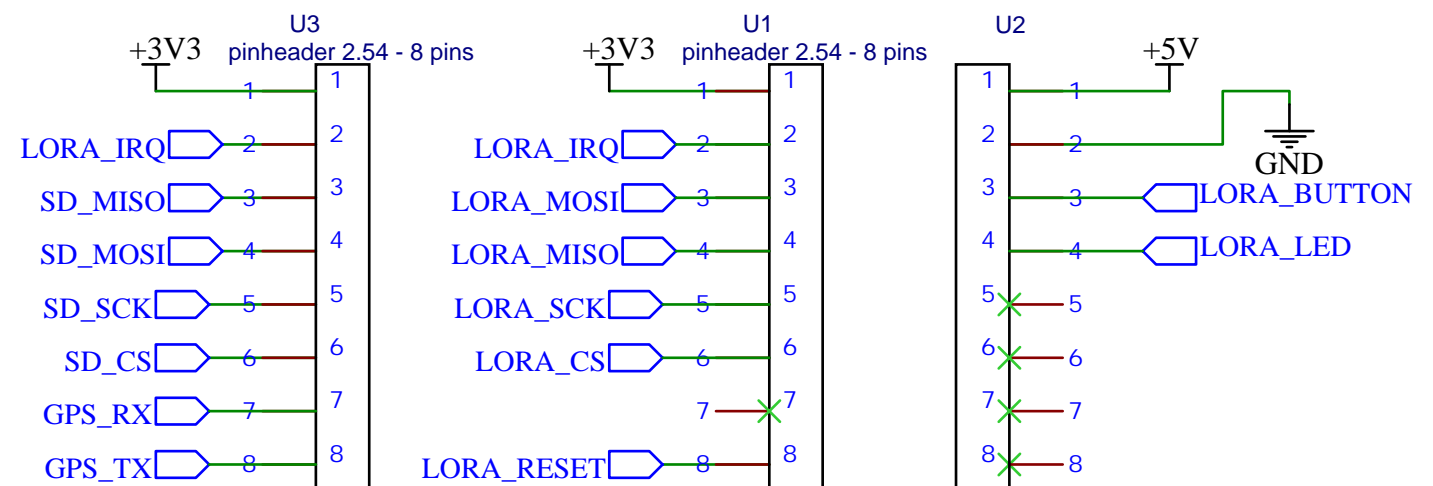 U3
pinheader 2.54 - 8 pins
+3V3
1 1
LORA_IRQ 2 2
SD_MISO 3 3
SD_MOSI 4 4
SD_SCK 5 5
SD_CS 6 6
GPS_RX 7 7
GPS_TX 8 8
U1
pinheader 2.54 - 8 pins
+3V3
1 1
LORA_IRQ 2 2
LORA_MOSI 3 3
LORA_MISO 4 4
LORA_SCK 5 5
LORA_CS 6 6
7 7
LORA_RESET 8 8
U2
+5V
1 1
2 2
GND
3 3 LORA_BUTTON
4 4 LORA_LED
5 5
6 6
7 7
8 8